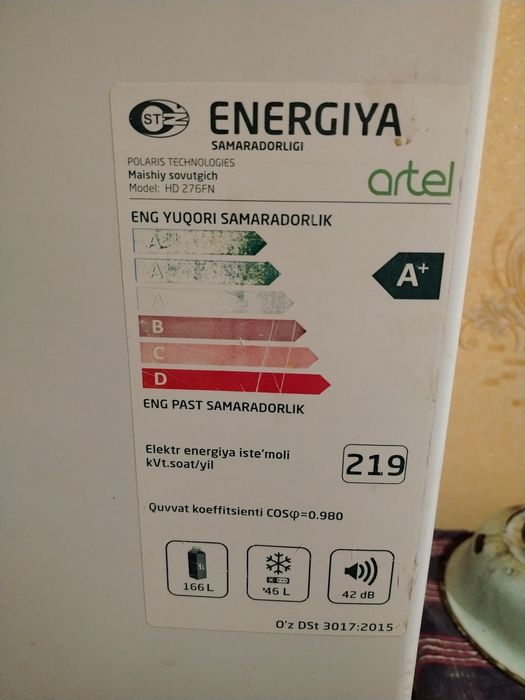 ST
ENERGIYA
SAMARADORLIGI
POLARIS TECHNOLOGIES
Maishiy sovutgich
Model: HD 276FN
artel
ENG YUQORI SAMARADORLIK
A
A
A
A+
B
C
D
ENG PAST SAMARADORLIK
Elektr energiya iste'moli
kVt.soat/yil
219
Quvvat koeffitsienti COSφ=0.980
166 L
46 L
42 dB
O'z DSt 3017:2015